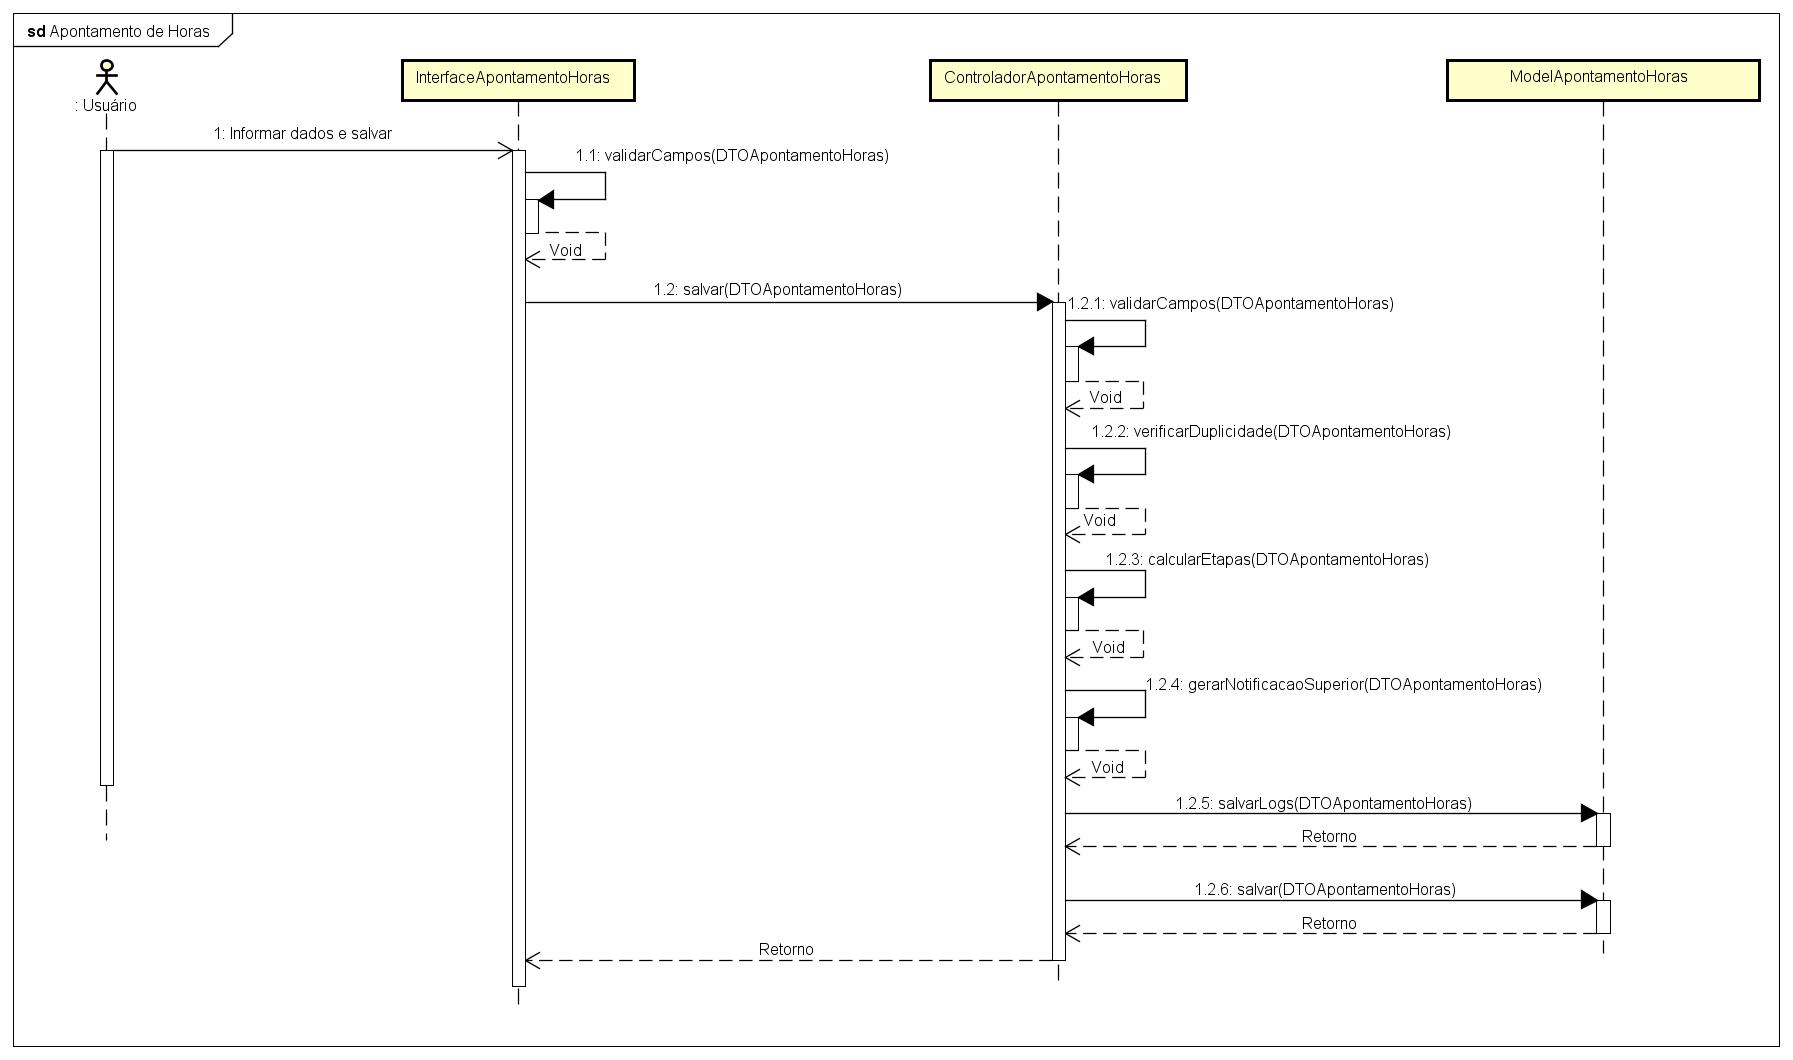 sd Apontamento de Horas
: Usuário
InterfaceApontamentoHoras
ControladorApontamentoHoras
ModelApontamentoHoras
1: Informar dados e salvar
1.1: validarCampos(DTOApontamentoHoras)
Void
1.2: salvar(DTOApontamentoHoras)
1.2.1: validarCampos(DTOApontamentoHoras)
Void
1.2.2: verificarDuplicidade(DTOApontamentoHoras)
Void
1.2.3: calcularEtapas(DTOApontamentoHoras)
Void
1.2.4: gerarNotificacaoSuperior(DTOApontamentoHoras)
Void
1.2.5: salvarLogs(DTOApontamentoHoras)
Retorno
1.2.6: salvar(DTOApontamentoHoras)
Retorno
Retorno